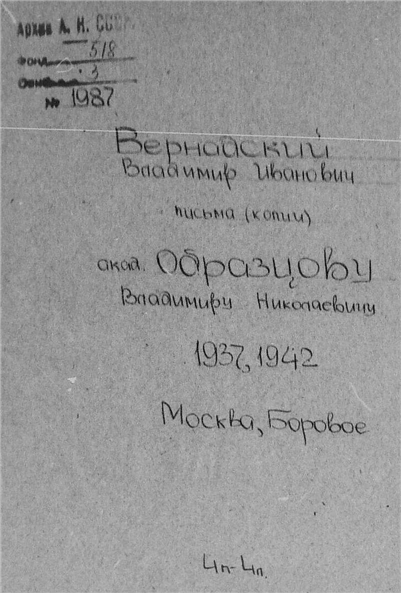 Архив А. Н. СССР.
ФОНД 518
ОПИСЬ 3
№ 1987
Вернадский
Владимир Иванович
письма (копии)
акад. Образцову
Владимиру Николаевичу
1937, 1942
Москва, Боровое
4п-4л.